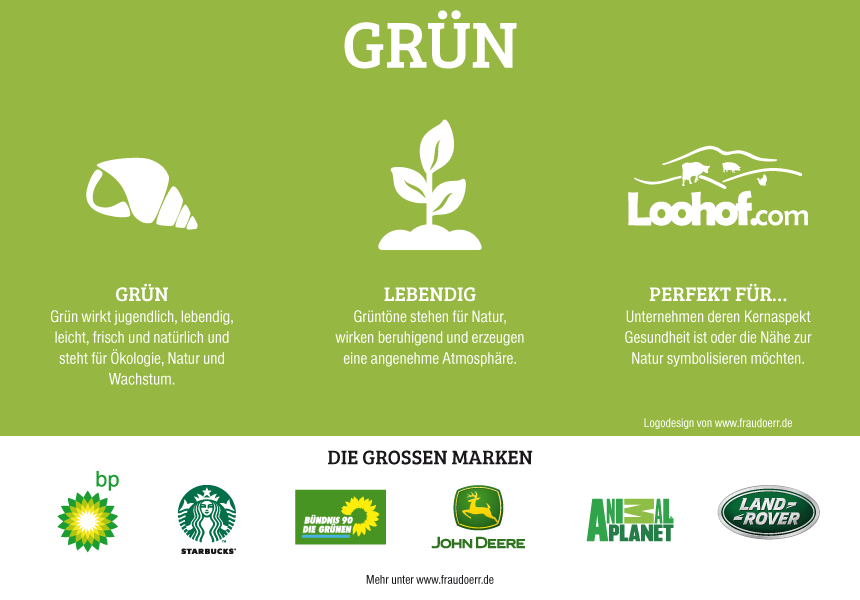 GRÜN
Loohof.com
GRÜN
Grün wirkt jugendlich, lebendig,
leicht, frisch und natürlich und
steht für Ökologie, Natur und
Wachstum.
LEBENDIG
Grüntöne stehen für Natur,
wirken beruhigend und erzeugen
eine angenehme Atmosphäre.
PERFEKT FÜR...
Unternehmen deren Kernaspekt
Gesundheit ist oder die Nähe zur
Natur symbolisieren möchten.
Logodesign von www.fraudoerr.de
DIE GROSSEN MARKEN
bp
STARBUCKS
BÜNDNIS 90
DIE GRÜNEN
JOHN DEERE
ANIMAL
PLANET
LAND-
ROVER
Mehr unter www.fraudoerr.de